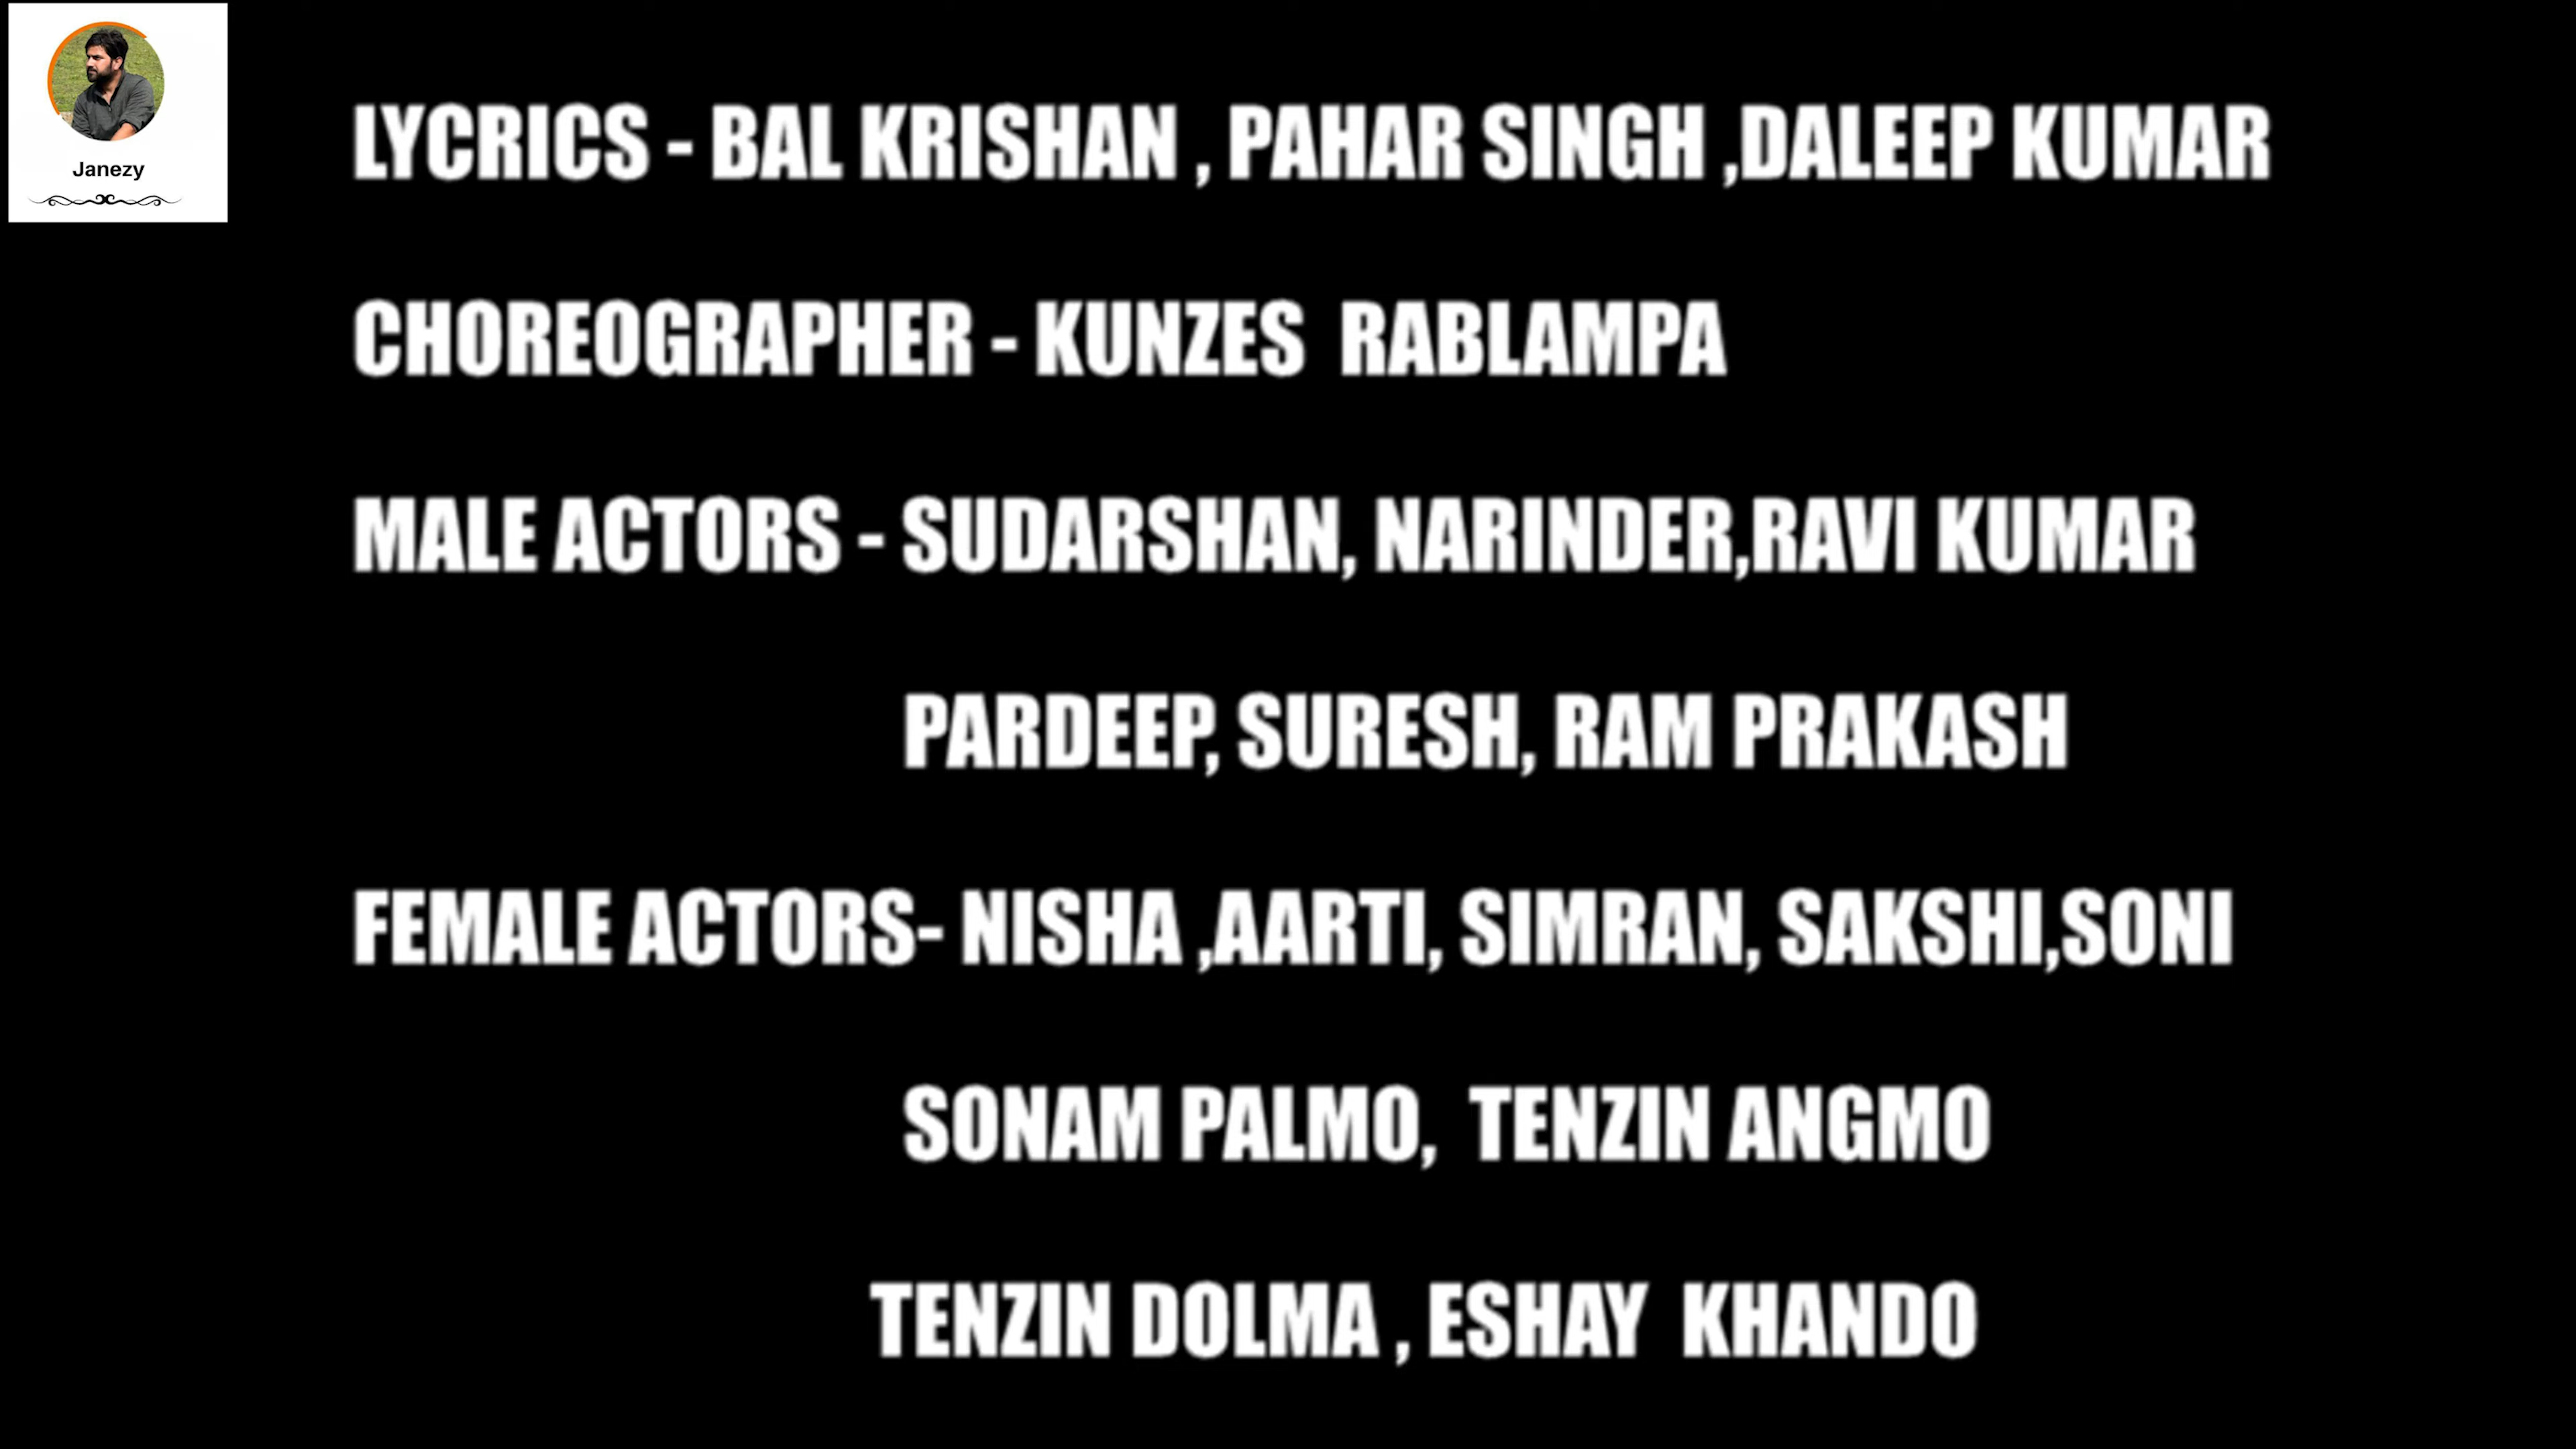 Janezy
LYCRICS - BAL KRISHAN , PAHAR SINGH ,DALEEP KUMAR
CHOREOGRAPHER - KUNZES  RABLAMPA
MALE ACTORS - SUDARSHAN, NARINDER,RAVI KUMAR
PARDEEP, SURESH, RAM PRAKASH
FEMALE ACTORS- NISHA ,AARTI, SIMRAN, SAKSHI,SONI
SONAM PALMO,  TENZIN ANGMO
TENZIN DOLMA , ESHAY  KHANDO